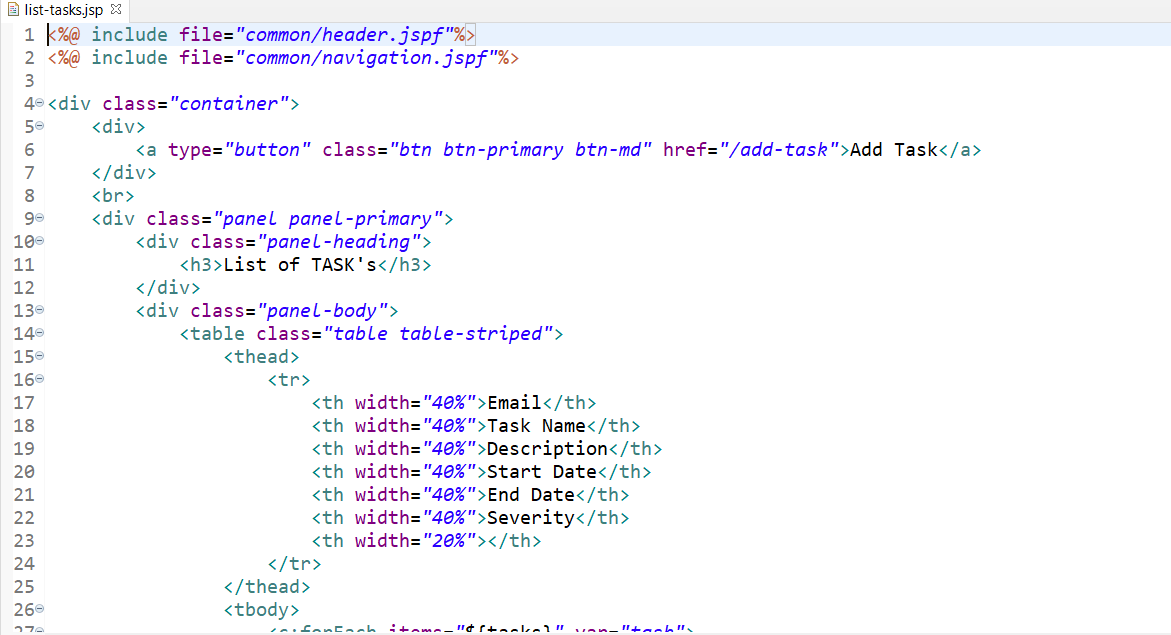 list-tasks.jsp
1 <%@ include file="common/header.jspf"%>
2 <%@ include file="common/navigation.jspf"%>
3
4 <div class="container">
5 <div>
6 <a type="button" class="btn btn-primary btn-md" href="/add-task">Add Task</a>
7 </div>
8 <br>
9 <div class="panel panel-primary">
10 <div class="panel-heading">
11 <h3>List of TASK's</h3>
12 </div>
13 <div class="panel-body">
14 <table class="table table-striped">
15 <thead>
16 <tr>
17 <th width="40%">Email</th>
18 <th width="40%">Task Name</th>
19 <th width="40%">Description</th>
20 <th width="40%">Start Date</th>
21 <th width="40%">End Date</th>
22 <th width="40%">Severity</th>
23 <th width="20%"></th>
24 </tr>
25 </thead>
26 <tbody>
27 <c:forEach items="${tasks}" var="task">